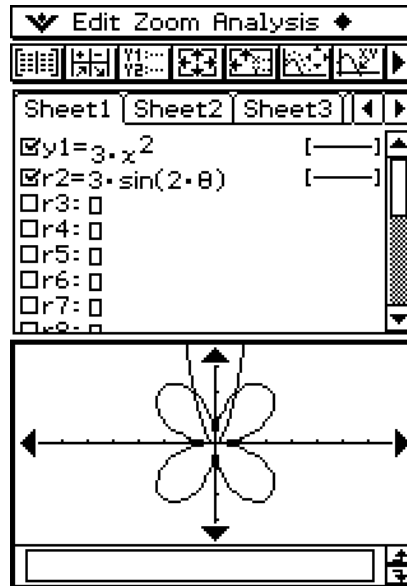 Edit Zoom Analysis ♦
Sheet1 Sheet2 Sheet3
y1=3·x²
r2=3·sin(2·θ)
r3:
r4:
r5:
r6:
r7: